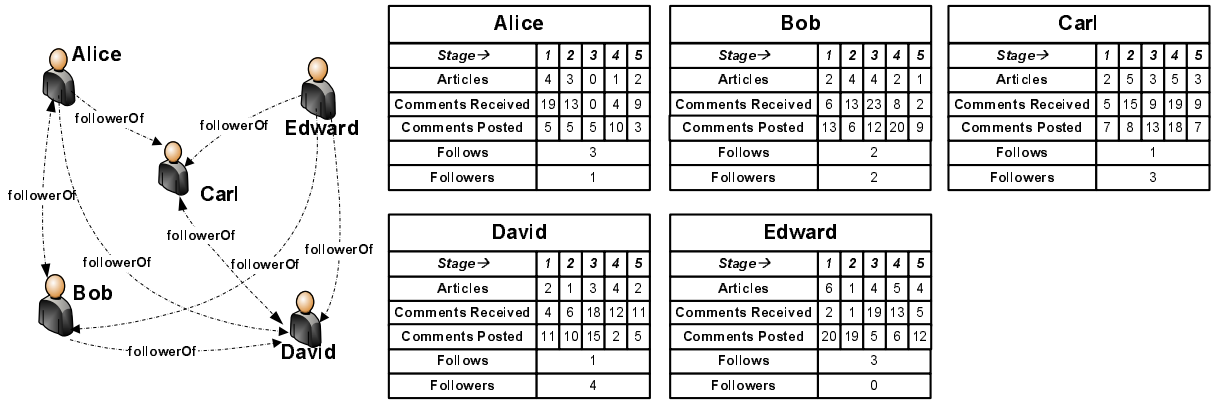 Alice
Edward
followerOf
followerOf
Carl
followerOf
followerOf
followerOf
followerOf
followerOf
Bob
followerOf
David
Alice
Stage→ 1 2 3 4 5
Articles 4 3 0 1 2
Comments Received 19 13 0 4 9
Comments Posted 5 5 5 10 3
Follows 3
Followers 1
Bob
Stage→ 1 2 3 4 5
Articles 2 4 4 2 1
Comments Received 6 13 23 8 2
Comments Posted 13 6 12 20 9
Follows 2
Followers 2
Carl
Stage→ 1 2 3 4 5
Articles 2 5 3 5 3
Comments Received 5 15 9 19 9
Comments Posted 7 8 13 18 7
Follows 1
Followers 3
David
Stage→ 1 2 3 4 5
Articles 2 1 3 4 2
Comments Received 4 6 18 12 11
Comments Posted 11 10 15 2 5
Follows 1
Followers 4
Edward
Stage→ 1 2 3 4 5
Articles 6 1 4 5 4
Comments Received 2 1 19 13 5
Comments Posted 20 19 5 6 12
Follows 3
Followers 0